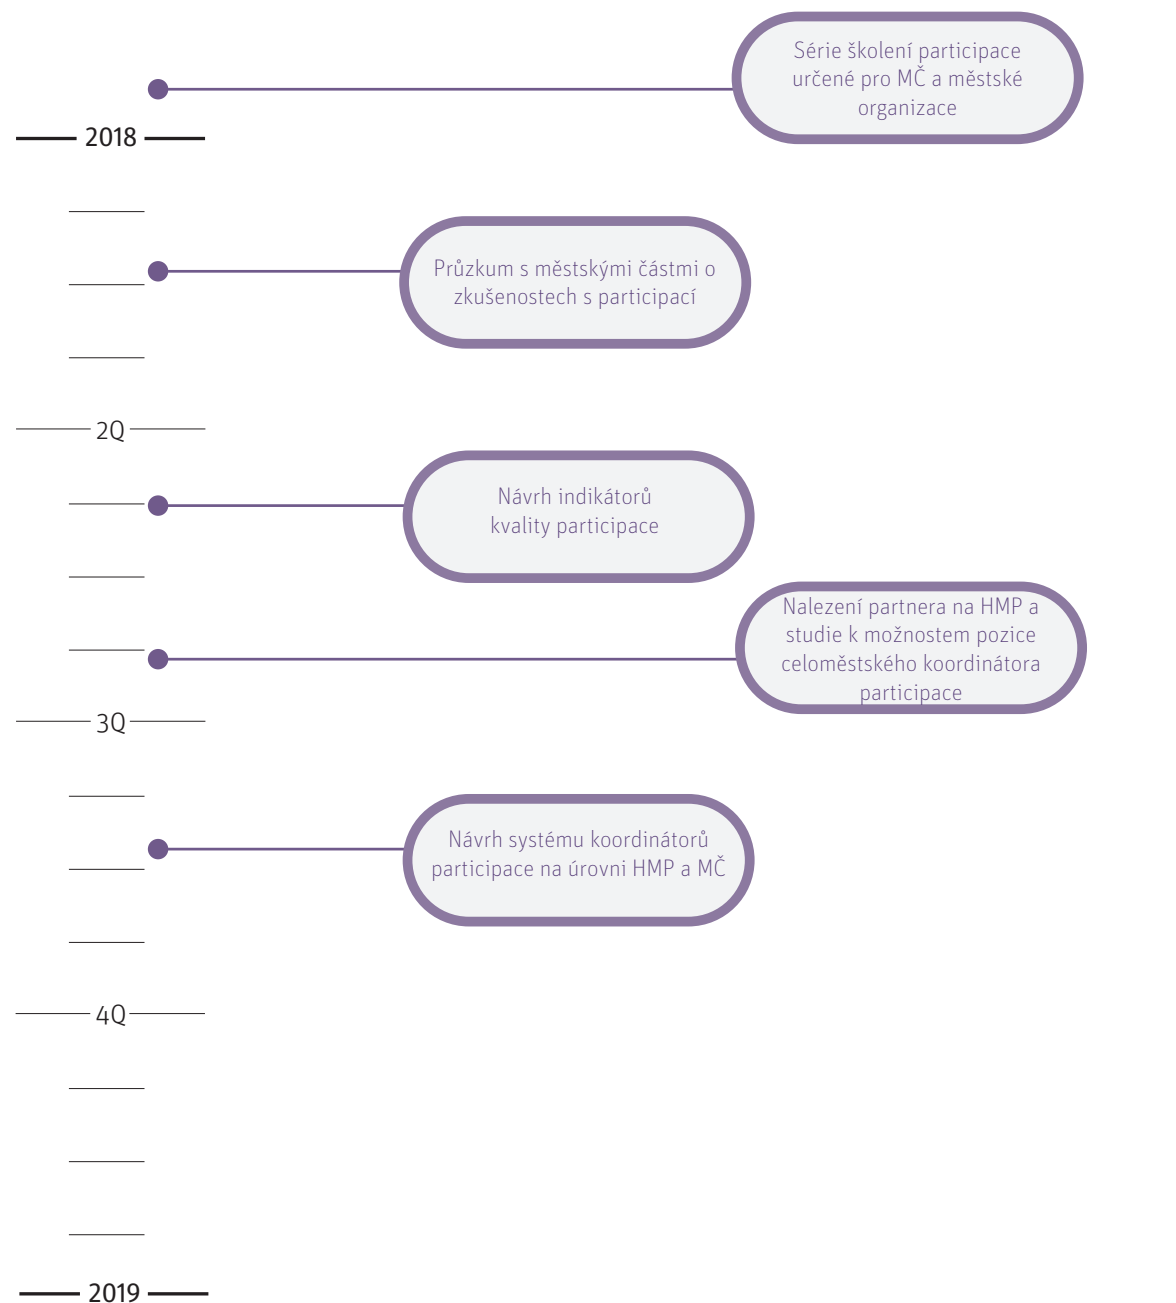 Série školení participace
určené pro MČ a městské
organizace
2018
Průzkum s městskými částmi o
zkušenostech s participací
2Q
Návrh indikátorů
kvality participace
Nalezení partnera na HMP a
studie k možnostem pozice
celoměstského koordinátora
participace
3Q
Návrh systému koordinátorů
participace na úrovni HMP a MČ
4Q
2019